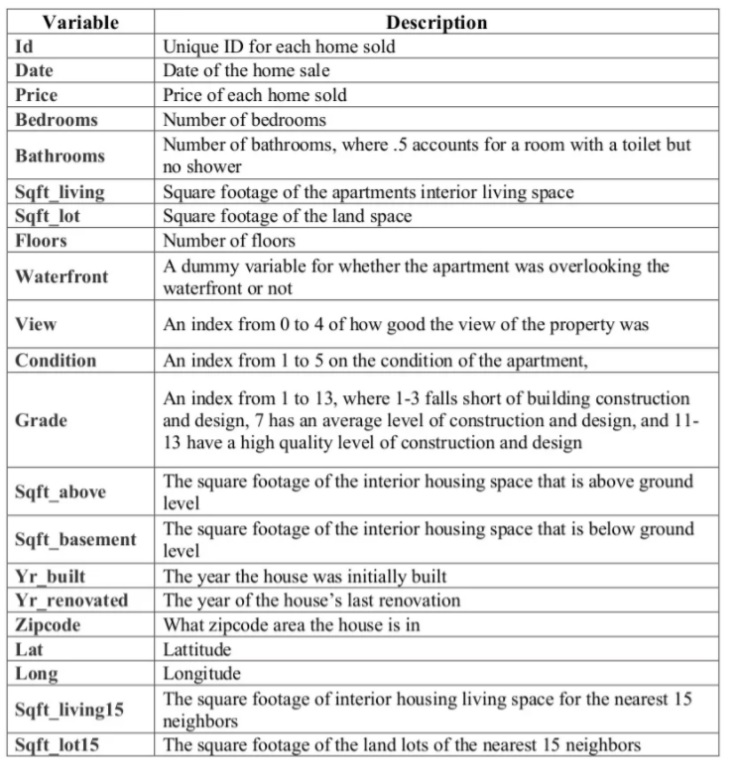 Variable Description
Id Unique ID for each home sold
Date Date of the home sale
Price Price of each home sold
Bedrooms Number of bedrooms
Bathrooms Number of bathrooms, where .5 accounts for a room with a toilet but
no shower
Sqft_living Square footage of the apartments interior living space
Sqft_lot Square footage of the land space
Floors Number of floors
Waterfront A dummy variable for whether the apartment was overlooking the
waterfront or not
View An index from 0 to 4 of how good the view of the property was
Condition An index from 1 to 5 on the condition of the apartment,
Grade An index from 1 to 13, where 1-3 falls short of building construction
and design, 7 has an average level of construction and design, and 11-
13 have a high quality level of construction and design
Sqft_above The square footage of the interior housing space that is above ground
level
Sqft_basement The square footage of the interior housing space that is below ground
level
Yr_built The year the house was initially built
Yr_renovated The year of the house’s last renovation
Zipcode What zipcode area the house is in
Lat Lattitude
Long Longitude
Sqft_living15 The square footage of interior housing living space for the nearest 15
neighbors
Sqft_lot15 The square footage of the land lots of the nearest 15 neighbors